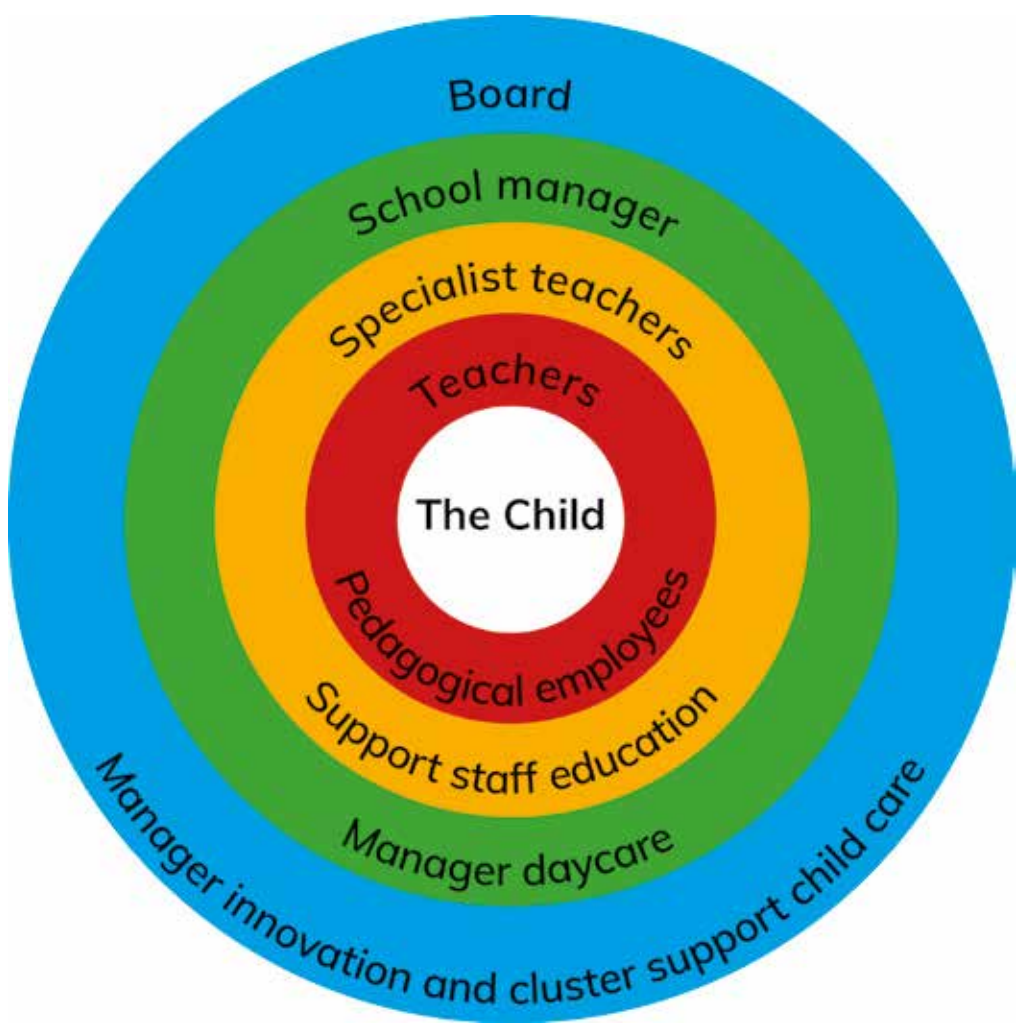 Board
School manager
Specialist teachers
Teachers
The Child
Pedagogical employees
Support staff education
Manager daycare
Manager innovation and cluster support child care